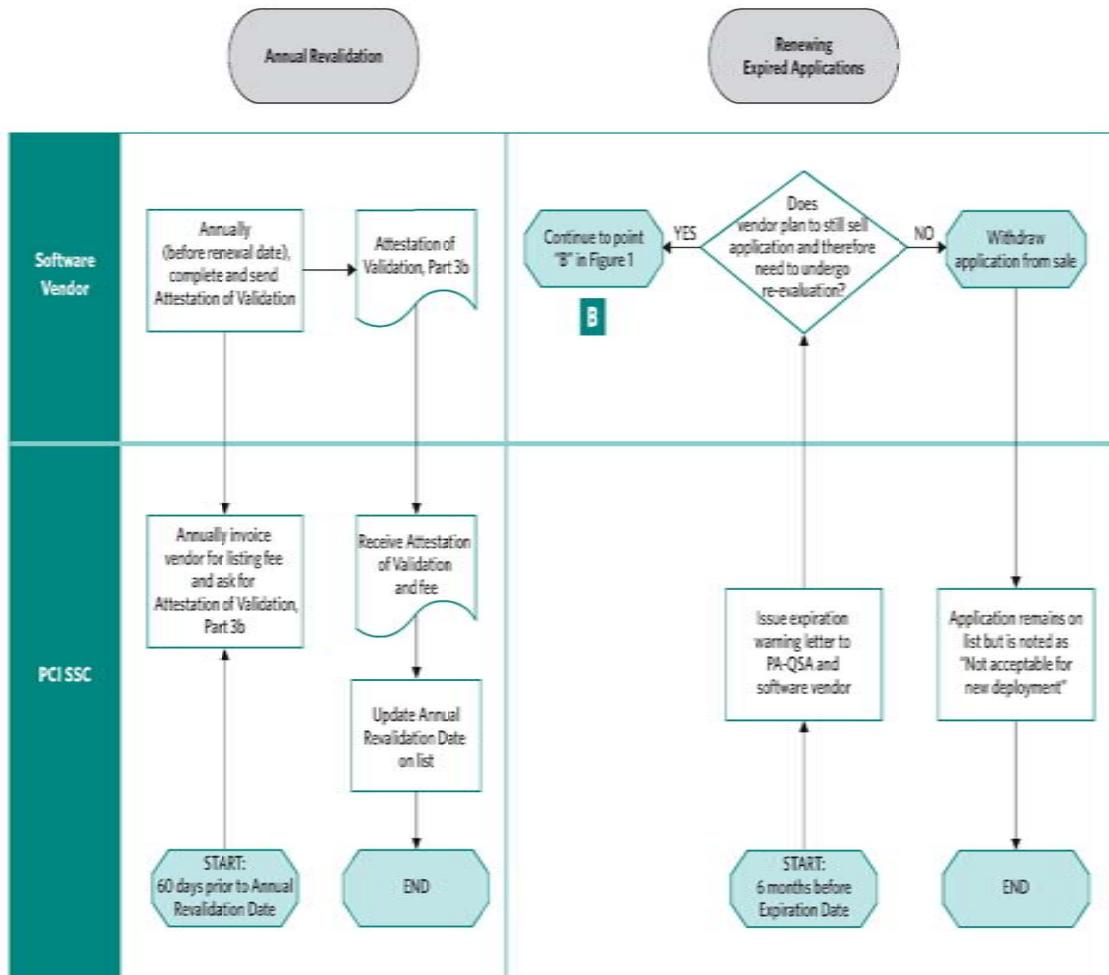 Annual Revalidation
Renewing
Expired Applications
Software
Vendor
Annually
(before renewal date),
complete and send
Attestation of Validation
Attestation of
Validation, Part 3b
Continue to point
"B" in Figure 1
B
YES
Does
vendor plan to still sell
application and therefore
need to undergo
re-evaluation?
NO
Withdraw
application from sale
PCI SSC
Annually invoice
vendor for listing fee
and ask for
Attestation of Validation,
Part 3b
Receive Attestation
of Validation
and fee
Update Annual
Revalidation Date
on list
Issue expiration
warning letter to
PA-QSA and
software vendor
Application remains on
list but is noted as
"Not acceptable for
new deployment"
START:
60 days prior to Annual
Revalidation Date
END
START:
6 months before
Expiration Date
END